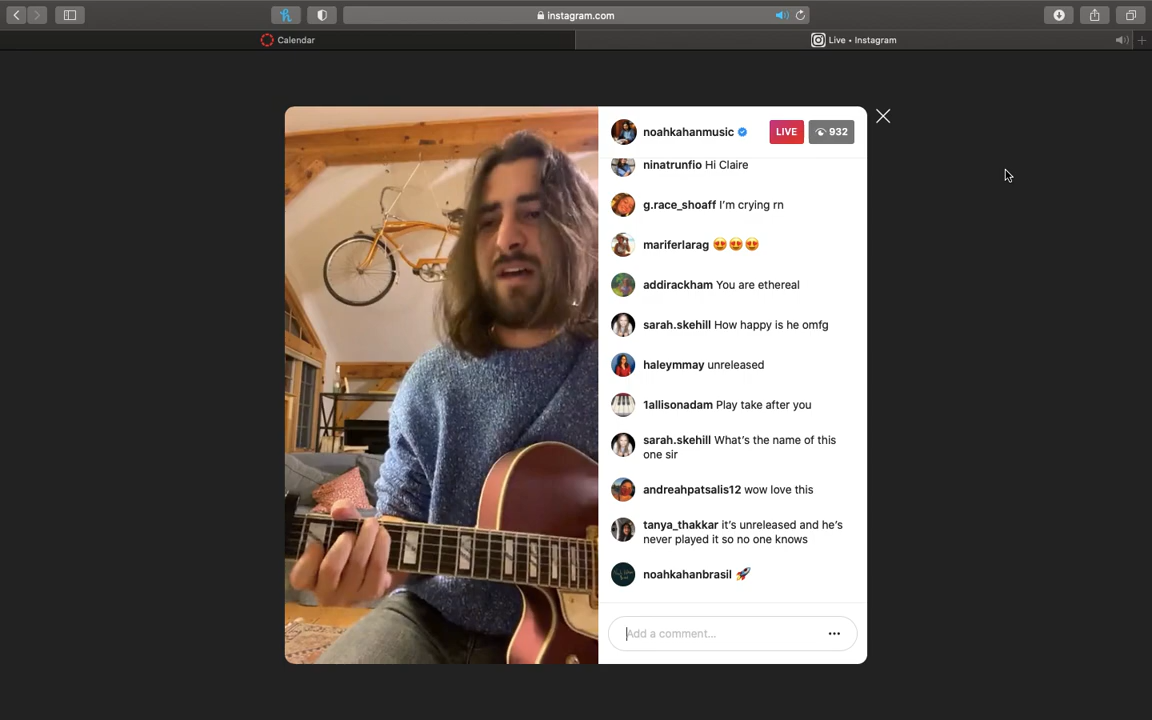 instagram.com
Calendar
Live • Instagram
noahkahanmusic
LIVE
932
ninatrunfio Hi Claire
g.race_shoaff I'm crying rn
mariferlarag 😍😍😍
addirackham You are ethereal
sarah.skehill How happy is he omfg
haleymmay unreleased
1allisonadam Play take after you
sarah.skehill What's the name of this
one sir
andreahpatsalis12 wow love this
tanya_thakkar it's unreleased and he's
never played it so no one knows
noahkahanbrasil 🚀
Add a comment...